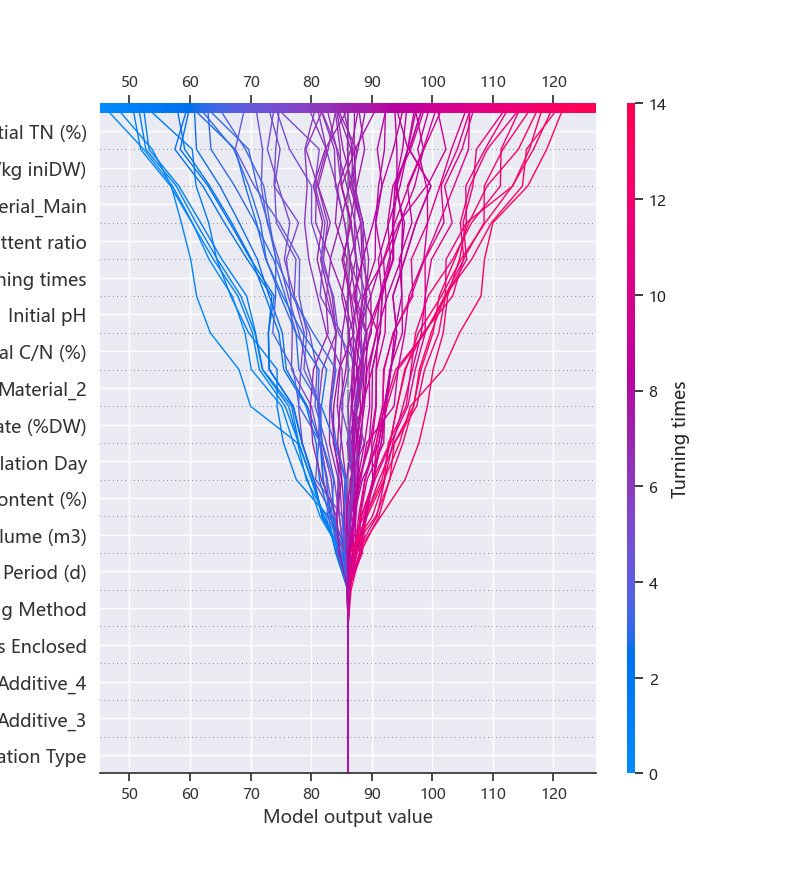 50 60 70 80 90 100 110 120
tial TN (%)
/kg iniDW)
erial_Main
ttent ratio
ning times
Initial pH
al C/N (%)
Material_2
ate (%DW)
lation Day
ontent (%)
lume (m3)
Period (d)
g Method
s Enclosed
Additive_4
Additive_3
ation Type
50 60 70 80 90 100 110 120
Model output value
14
12
10
8
6
4
2
0
Turning times